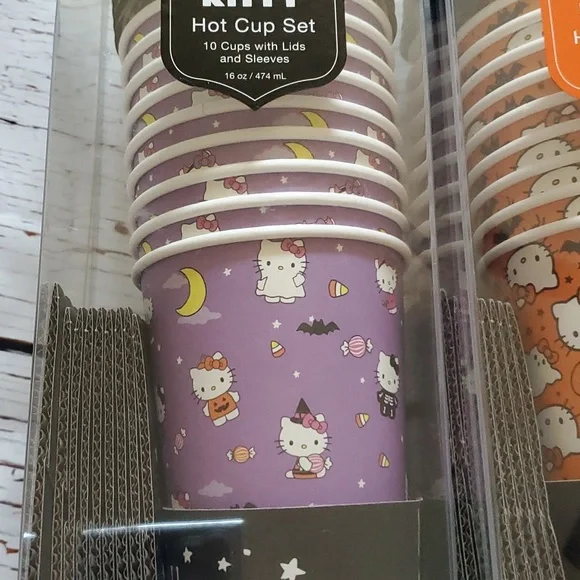 KITTY
Hot Cup Set
10 Cups with Lids
and Sleeves
16 oz / 474 mL
H